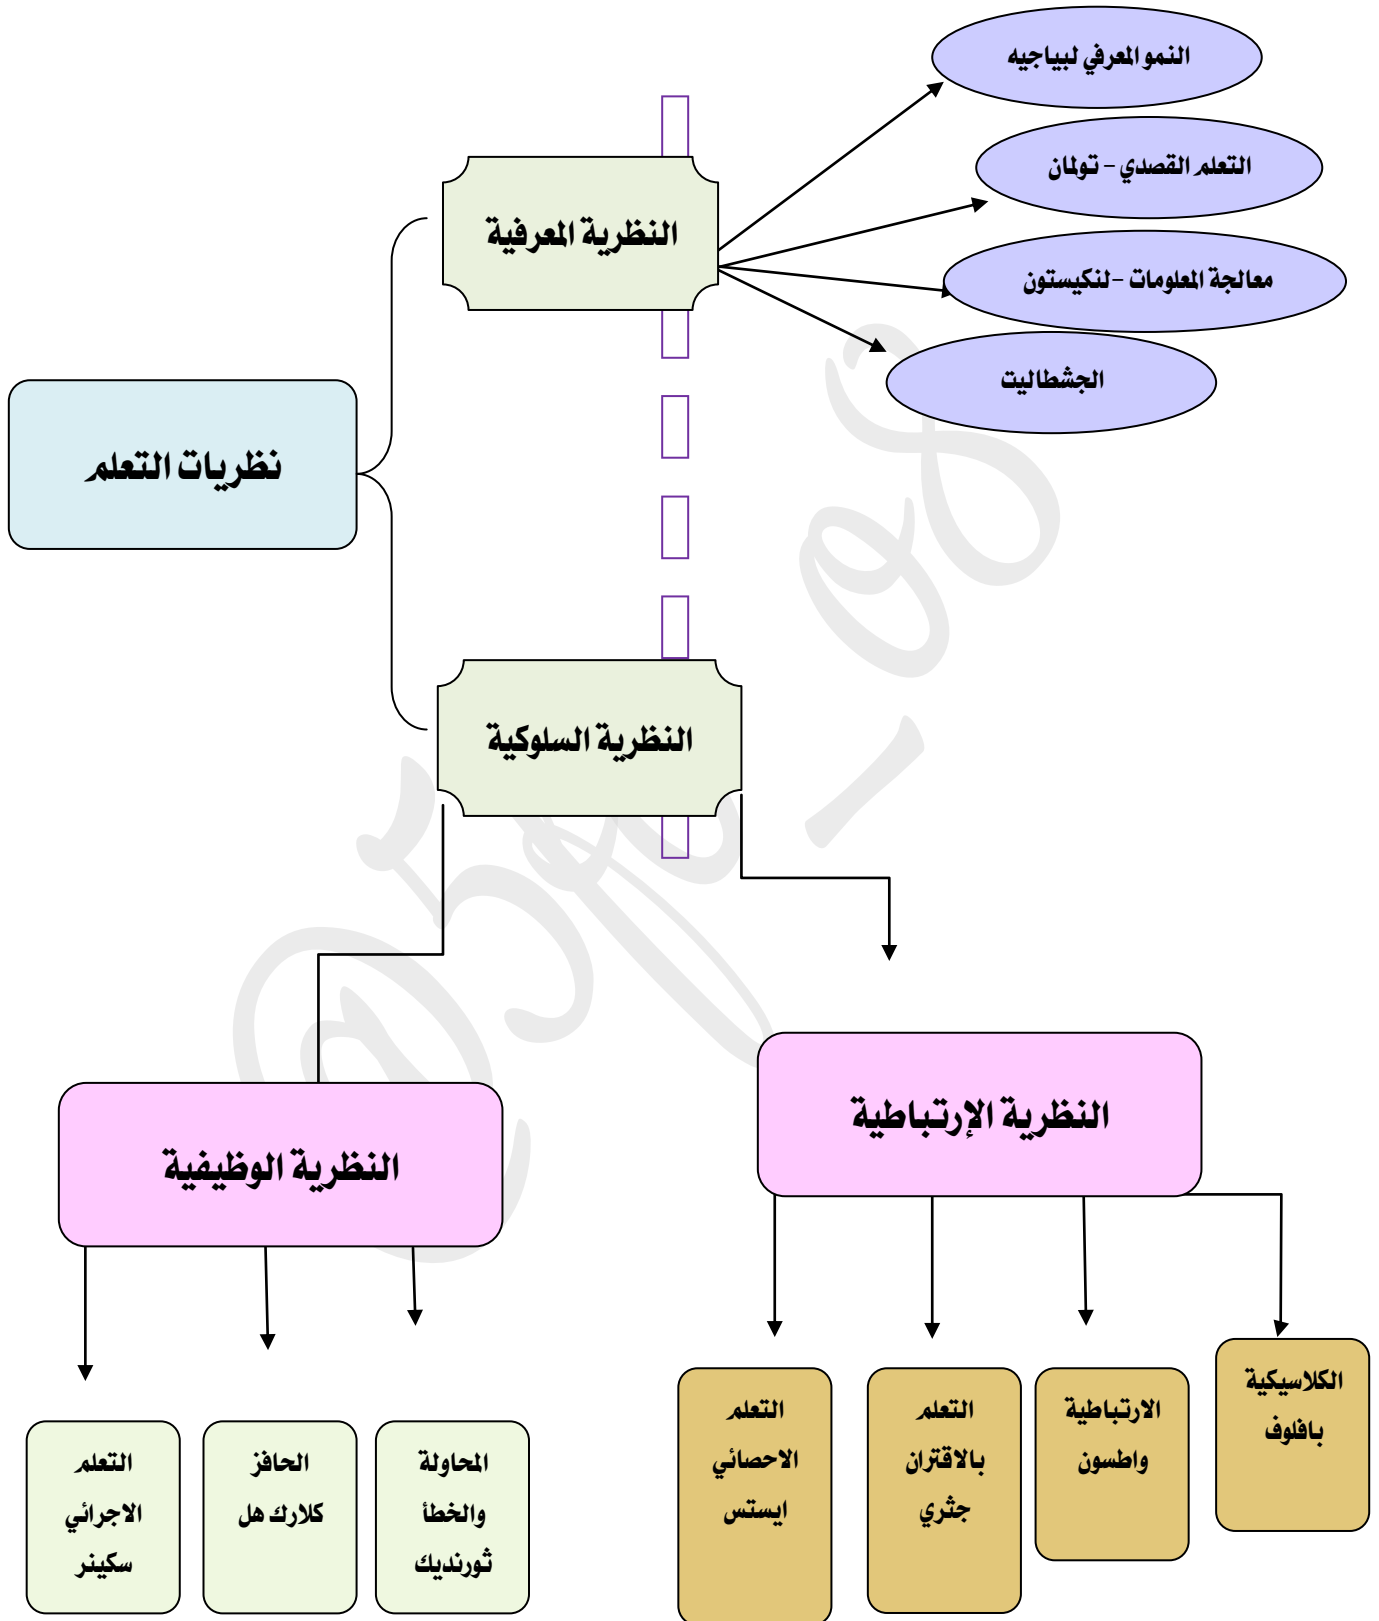 النمو المعرفي لبياجيه
التعلم القصدي – تولمان
النظرية المعرفية
معالجة المعلومات – لنكيستون
الجشطاليت
نظريات التعلم
النظرية السلوكية
النظرية الإرتباطية
النظرية الوظيفية
الكلاسيكية
بافلوف
الارتباطية
واطسون
التعلم
بالاقتران
جثري
التعلم
الاحصائي
ايستس
المحاولة
والخطأ
ثورنديك
الحافز
كلارك هل
التعلم
الاجرائي
سكينر